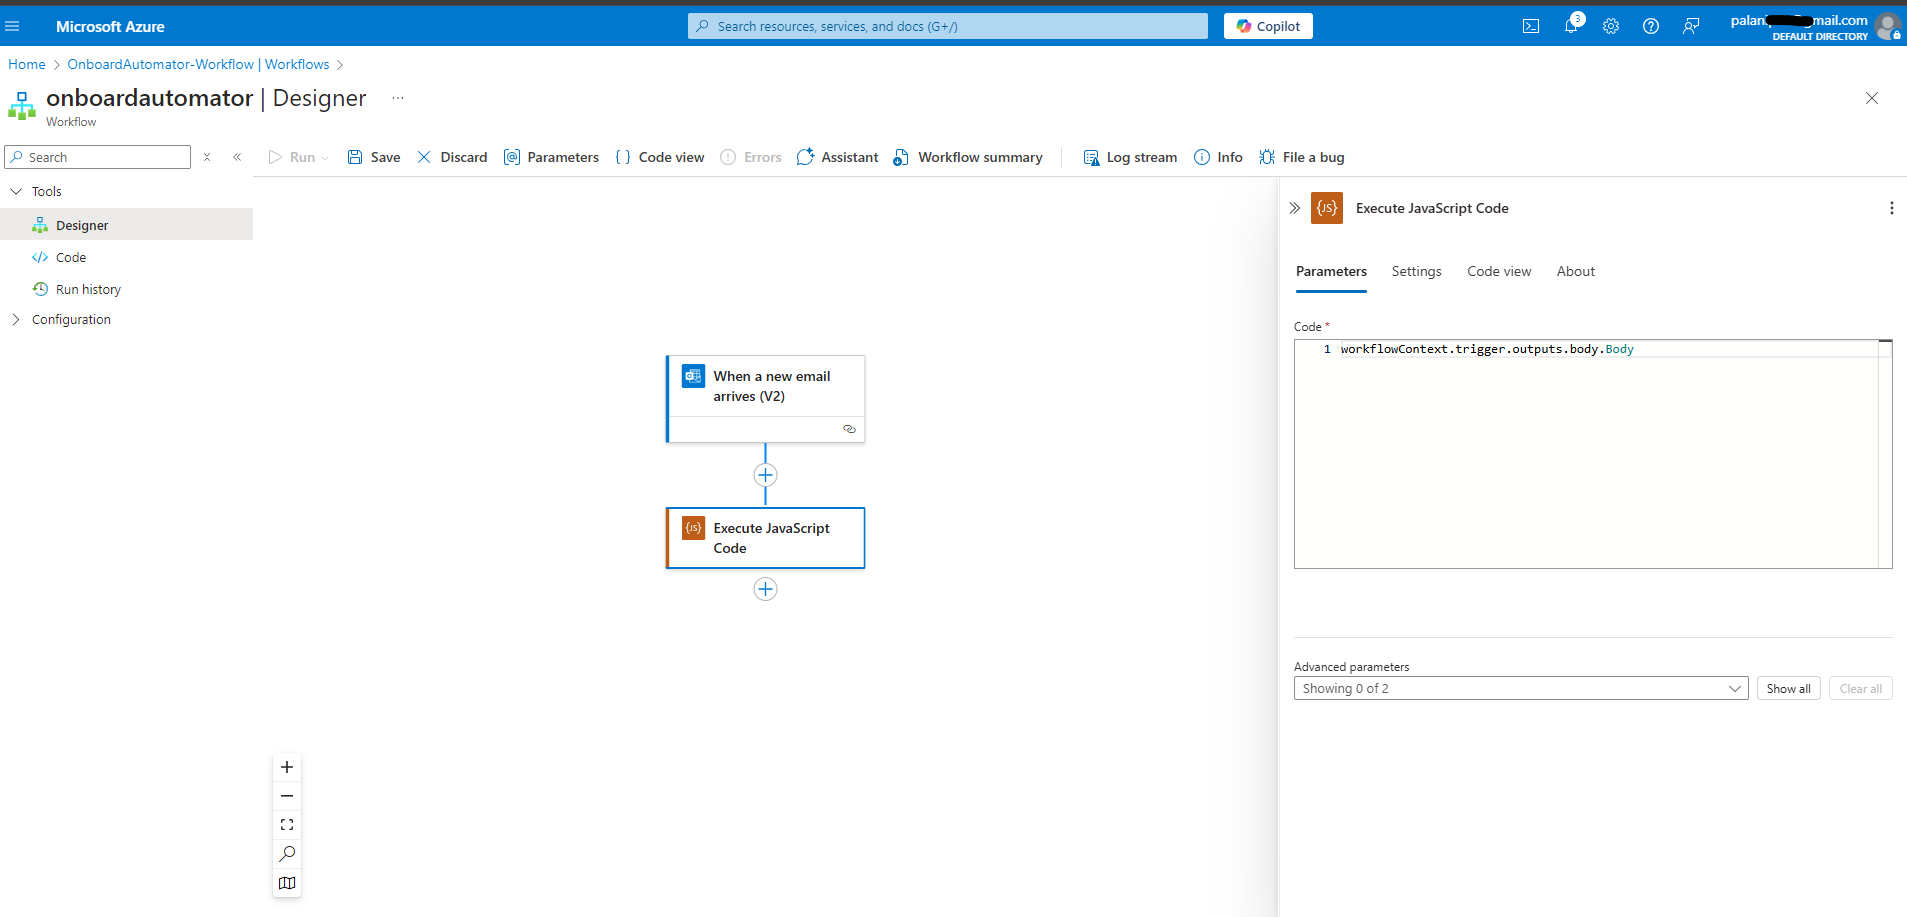 Microsoft Azure
Search resources, services, and docs (G+/)
Copilot
3
mail.com
DEFAULT DIRECTORY
Home > OnboardAutomator-Workflow | Workflows >
onboardautomator | Designer ...
Workflow
Search
Run
Save
Discard
Parameters
{ } Code view
Errors
Assistant
Workflow summary
Log stream
Info
File a bug
Tools
Designer
Code
Run history
Configuration
When a new email
arrives (V2)
{JS} Execute JavaScript
Code
{JS} Execute JavaScript Code
Parameters
Settings
Code view
About
Code *
1 workflowContext.trigger.outputs.body.Body
Advanced parameters
Showing 0 of 2
Show all
Clear all